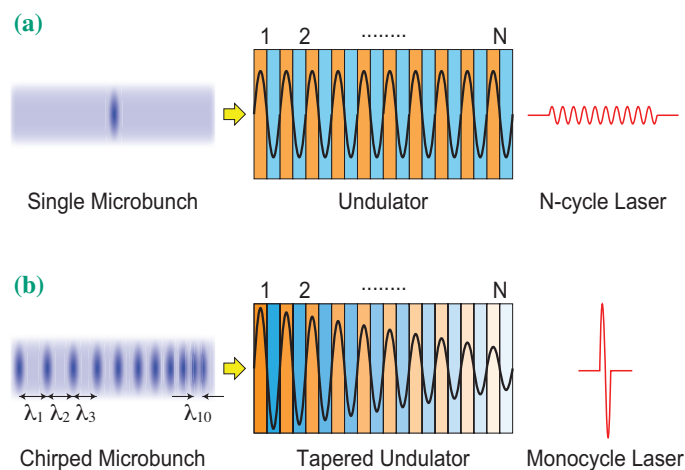 (a)
1 2 ........ N
Single Microbunch Undulator N-cycle Laser
(b)
1 2 ........ N
λ1 λ2 λ3 λ10
Chirped Microbunch Tapered Undulator Monocycle Laser